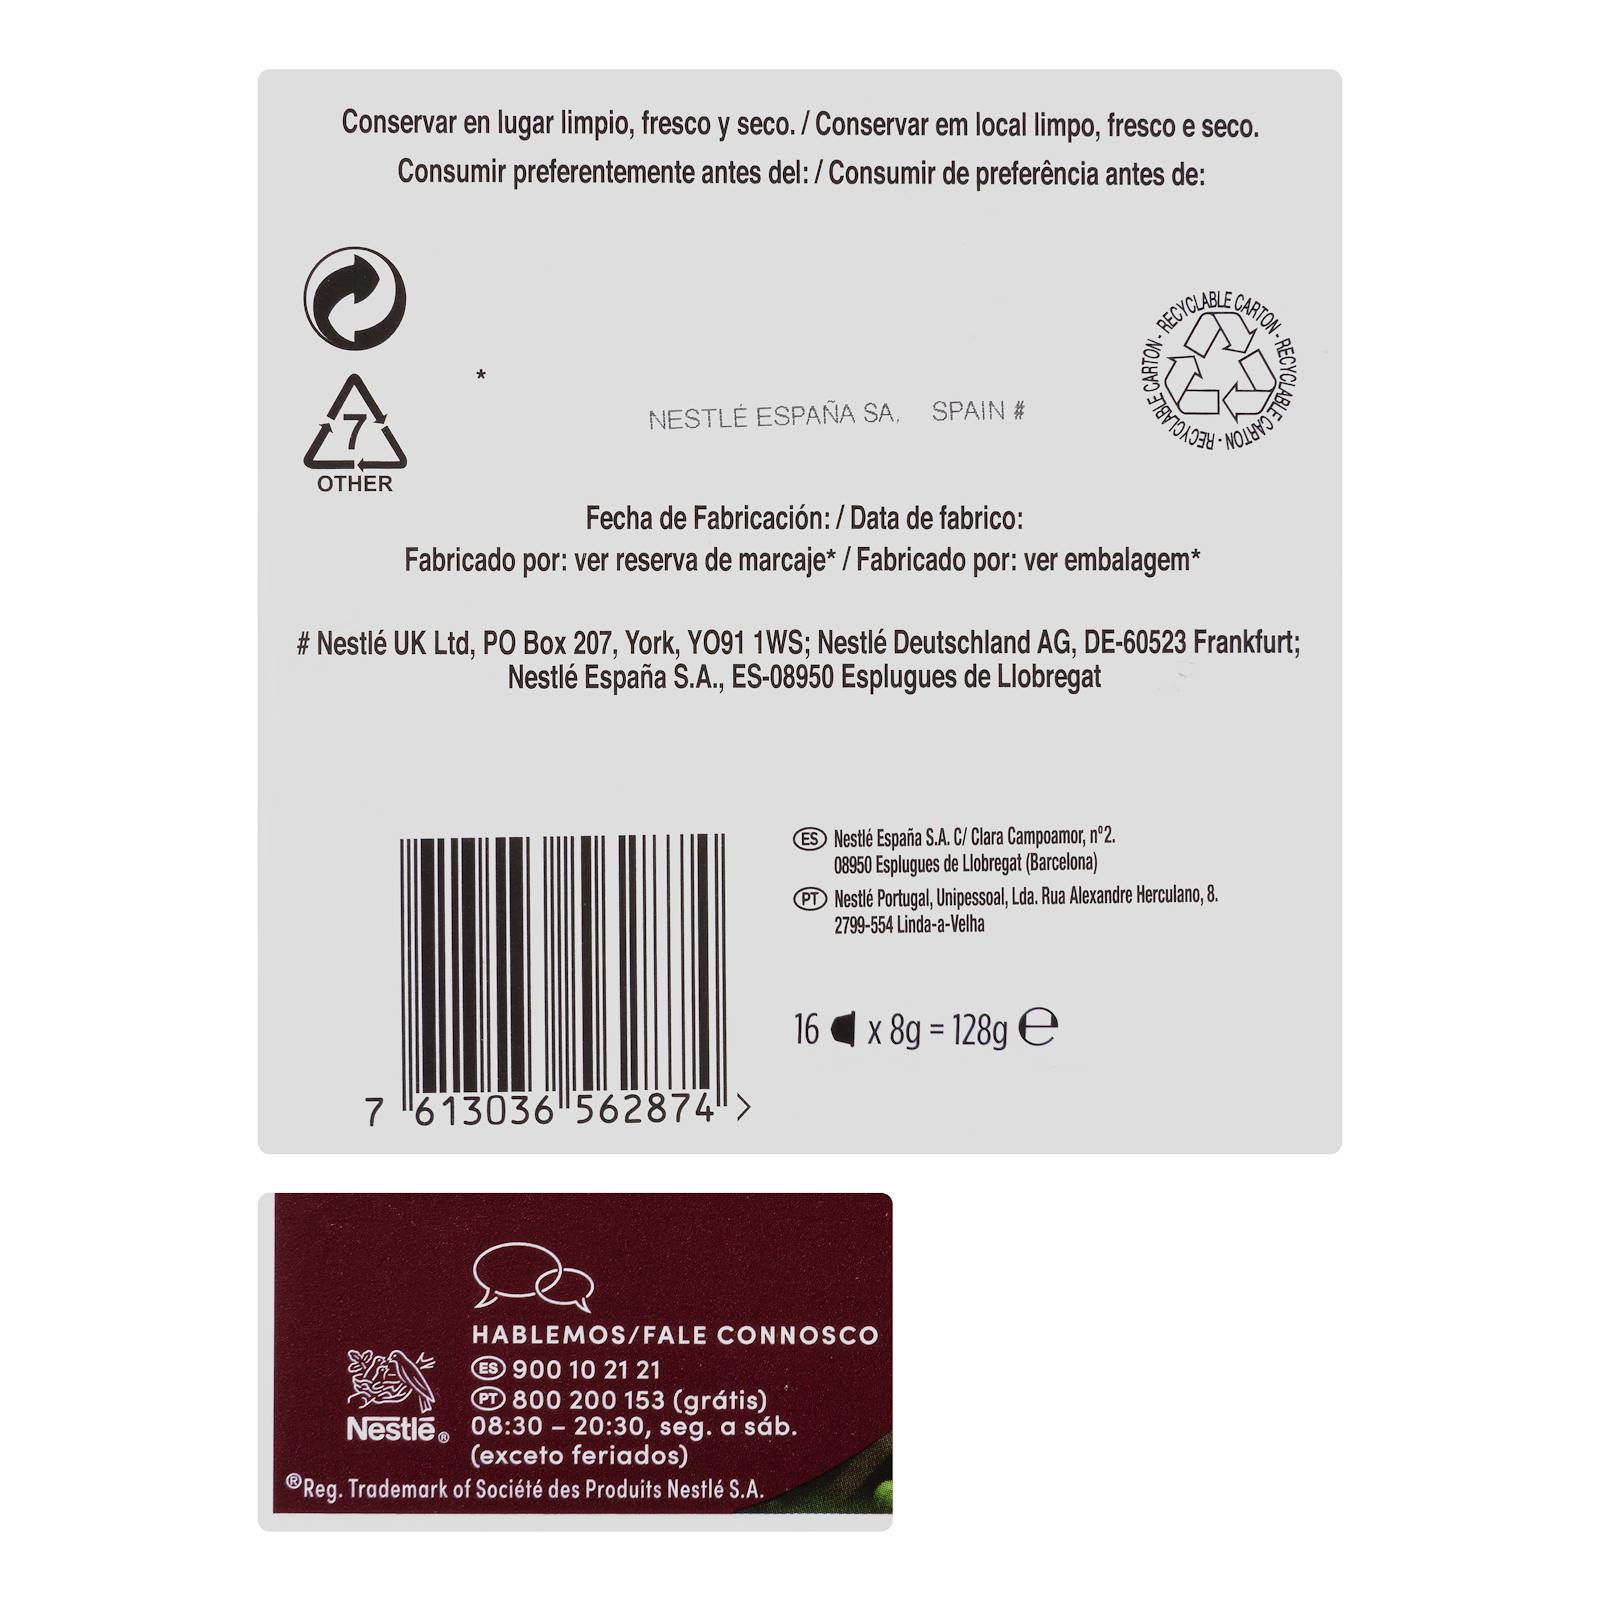 Conservar en lugar limpio, fresco y seco. / Conservar em local limpo, fresco e seco.
Consumir preferentemente antes del: / Consumir de preferência antes de:
RECYCLABLE CARTON - RECYCLABLE CARTON - RECYCLABLE CARTON -
*
7
OTHER
NESTLÉ ESPAÑA SA, SPAIN #
Fecha de Fabricación: / Data de fabrico:
Fabricado por: ver reserva de marcaje* / Fabricado por: ver embalagem*
# Nestlé UK Ltd, PO Box 207, York, YO91 1WS; Nestlé Deutschland AG, DE-60523 Frankfurt;
Nestlé España S.A., ES-08950 Esplugues de Llobregat
ES Nestlé España S.A. C/ Clara Campoamor, nº2.
08950 Esplugues de Llobregat (Barcelona)
PT Nestlé Portugal, Unipessoal, Lda. Rua Alexandre Herculano, 8.
2799-554 Linda-a-Velha
16 x 8g = 128g ℮
7 613036 562874 >
HABLEMOS/FALE CONNOSCO
ES 900 10 21 21
PT 800 200 153 (grátis)
08:30 – 20:30, seg. a sáb.
(exceto feriados)
Nestlé®
®Reg. Trademark of Société des Produits Nestlé S.A.